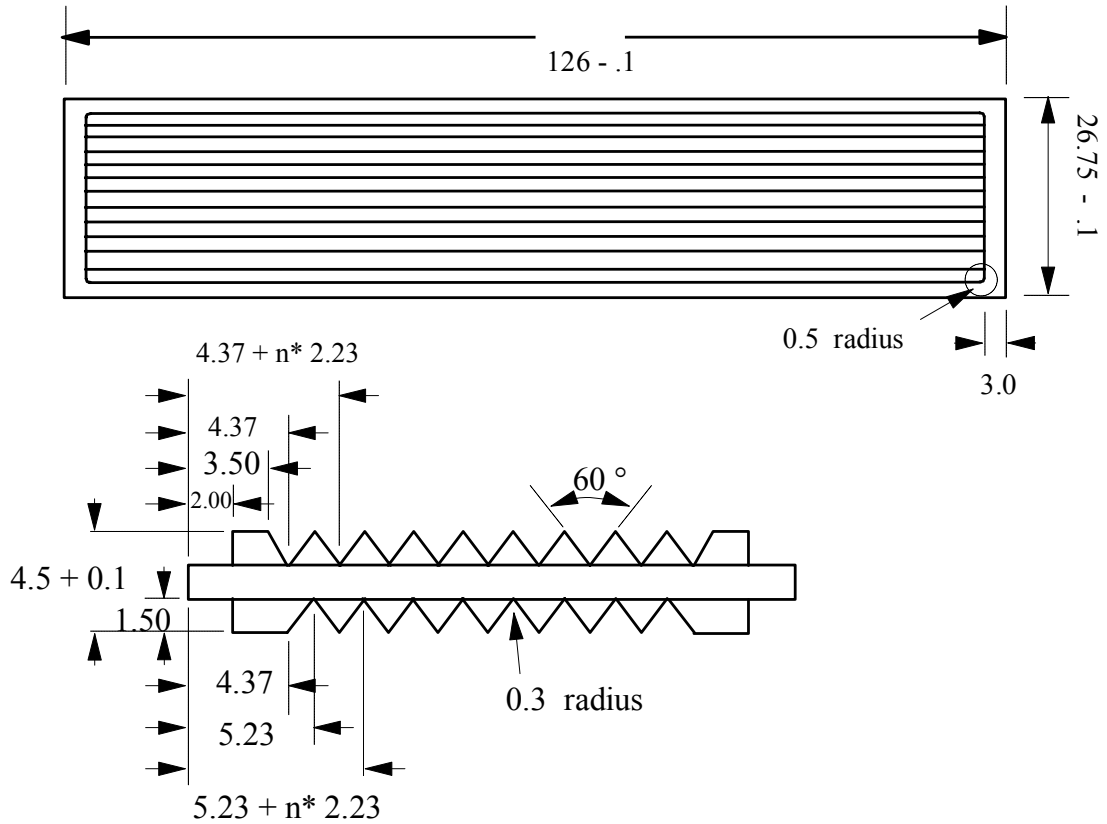 126 - .1
26.75 - .1
0.5 radius
3.0
4.37 + n* 2.23
4.37
3.50
2.00
60 °
4.5 + 0.1
1.50
4.37
0.3 radius
5.23
5.23 + n* 2.23